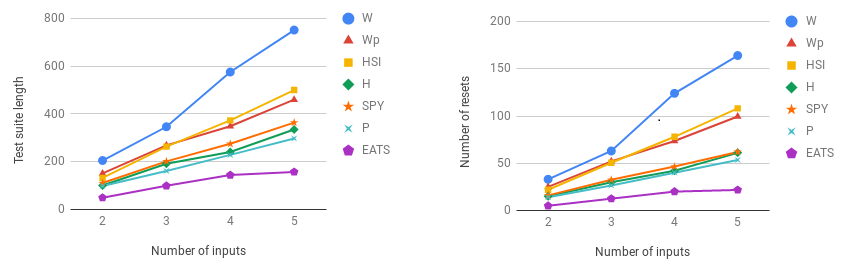 800
600
400
200
0
Test suite length
2 3 4 5
Number of inputs
W
Wp
HSI
H
SPY
P
EATS
200
150
100
50
0
Number of resets
2 3 4 5
Number of inputs
W
Wp
HSI
H
SPY
P
EATS